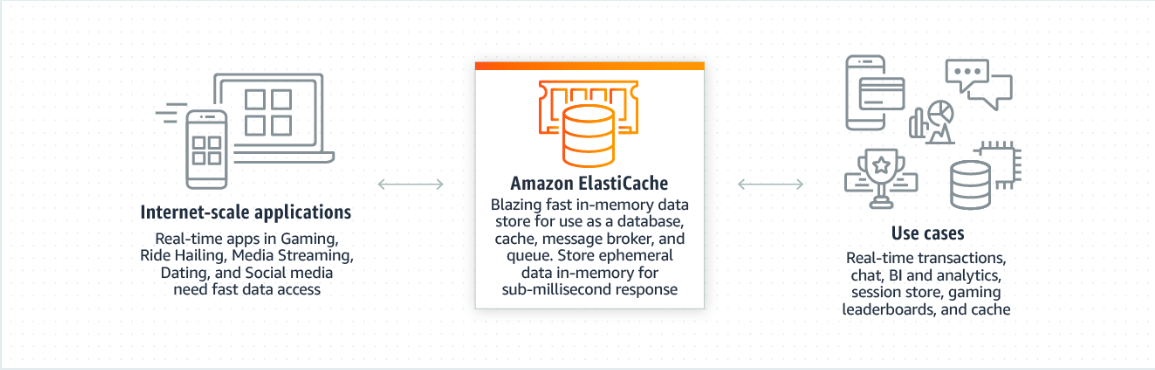 Internet-scale applications
Real-time apps in Gaming,
Ride Hailing, Media Streaming,
Dating, and Social media
need fast data access
Amazon ElastiCache
Blazing fast in-memory data
store for use as a database,
cache, message broker, and
queue. Store ephemeral
data in-memory for
sub-millisecond response
Use cases
Real-time transactions,
chat, BI and analytics,
session store, gaming
leaderboards, and cache